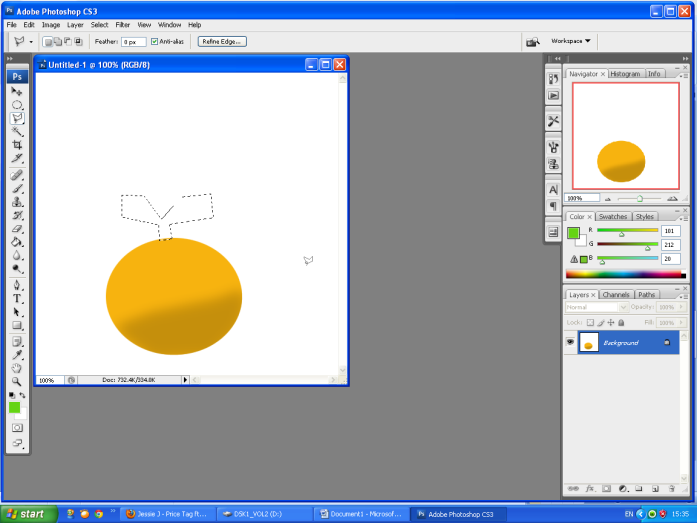 Adobe Photoshop CS3
File Edit Image Layer Select Filter View Window Help
Feather: 0 px Anti-alias Refine Edge... Workspace
Untitled-1 @ 100% (RGB/8)
Ps
Navigator Histogram Info
100%
Color Swatches Styles
R 101
G 212
B 20
Layers Channels Paths
Normal Opacity: 100%
Lock: Fill: 100%
Background
100% Doc: 732.4K/334.0K
start Jessie J - Price Tag ft... DSK1_VOL2 (D:) Document1 - Microsof... Adobe Photoshop CS3 EN 15:35